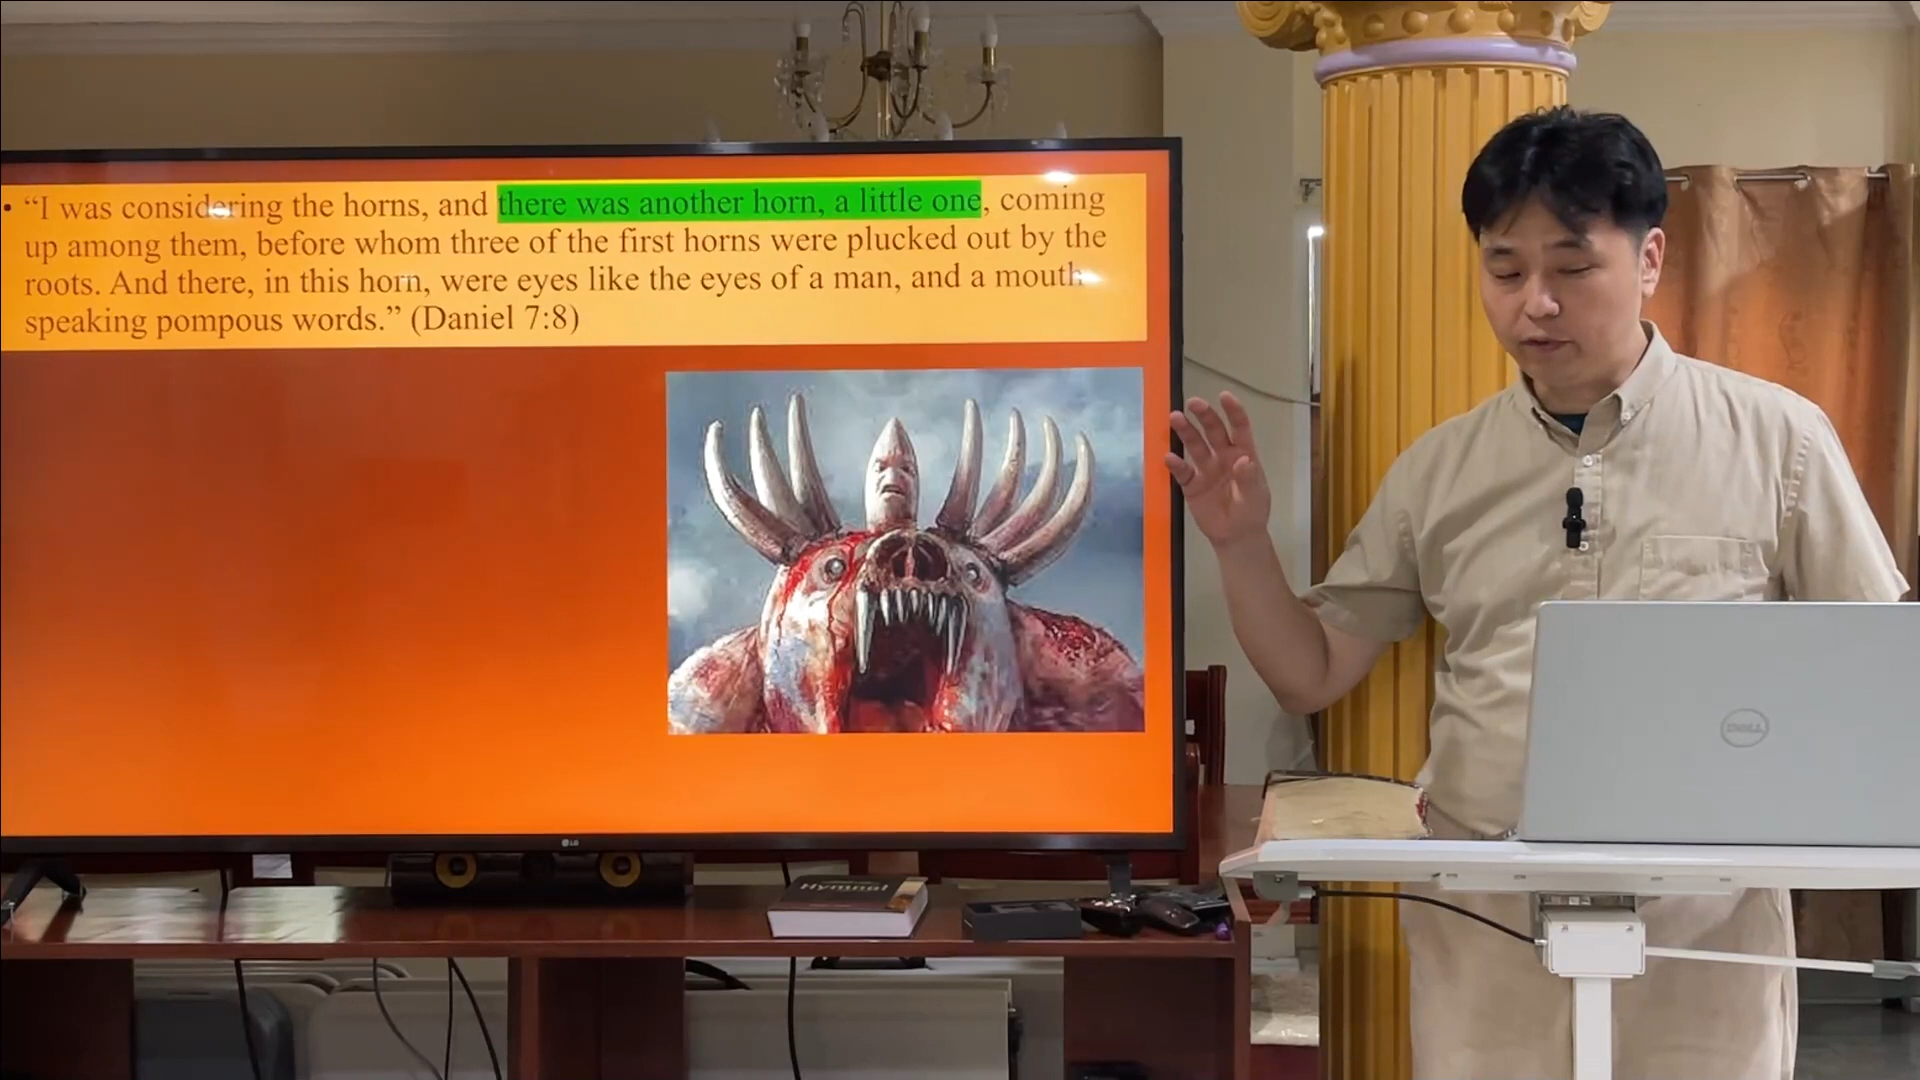 • “I was considering the horns, and there was another horn, a little one, coming
up among them, before whom three of the first horns were plucked out by the
roots. And there, in this horn, were eyes like the eyes of a man, and a mouth
speaking pompous words.” (Daniel 7:8)
LG
Hymnal
DELL